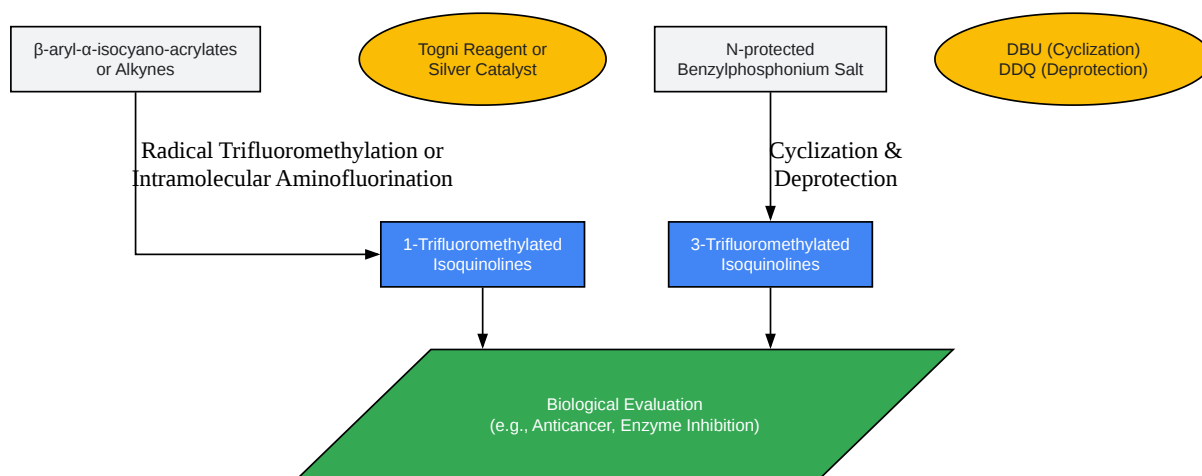 β-aryl-α-isocyano-acrylates
or Alkynes
Togni Reagent or
Silver Catalyst
N-protected
Benzylphosphonium Salt
DBU (Cyclization)
DDQ (Deprotection)
Radical Trifluoromethylation or
Intramolecular Aminofluorination
Cyclization &
Deprotection
1-Trifluoromethylated
Isoquinolines
3-Trifluoromethylated
Isoquinolines
Biological Evaluation
(e.g., Anticancer, Enzyme Inhibition)